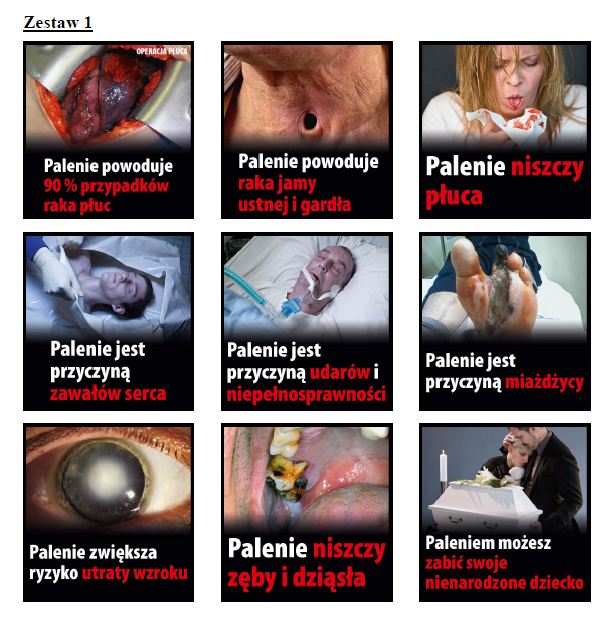 Zestaw 1
OPERACJA PŁUCA
Palenie powoduje
90 % przypadków
raka płuc
Palenie powoduje
raka jamy
ustnej i gardła
Palenie niszczy
płuca
Palenie jest
przyczyną
zawałów serca
Palenie jest
przyczyną udarów i
niepełnosprawności
Palenie jest
przyczyną miażdżycy
Palenie zwiększa
ryzyko utraty wzroku
Palenie niszczy
zęby i dziąsła
Paleniem możesz
zabić swoje
nienarodzone dziecko